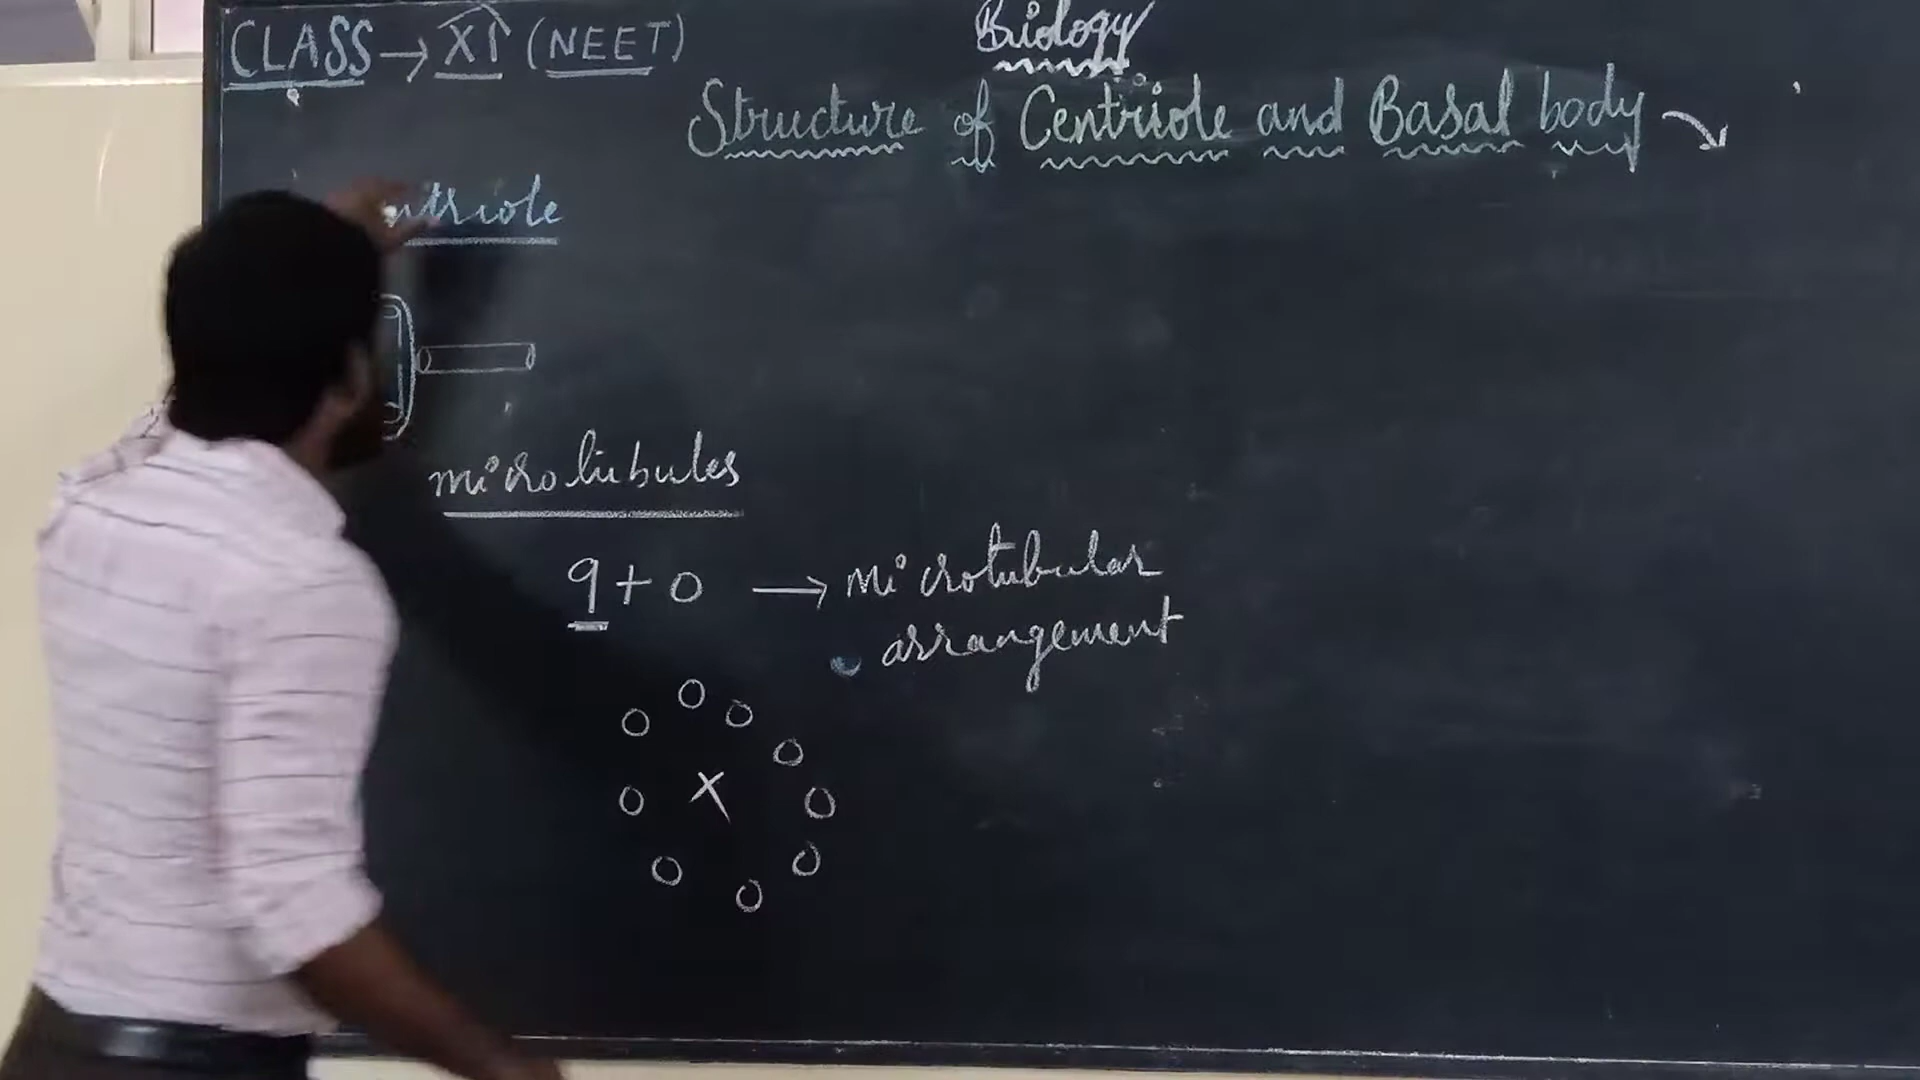 CLASS → XI (NEET)
Biology
Structure of Centriole and Basal body
ntriole
microtubules
9 + 0 → microtubular
arrangement
X